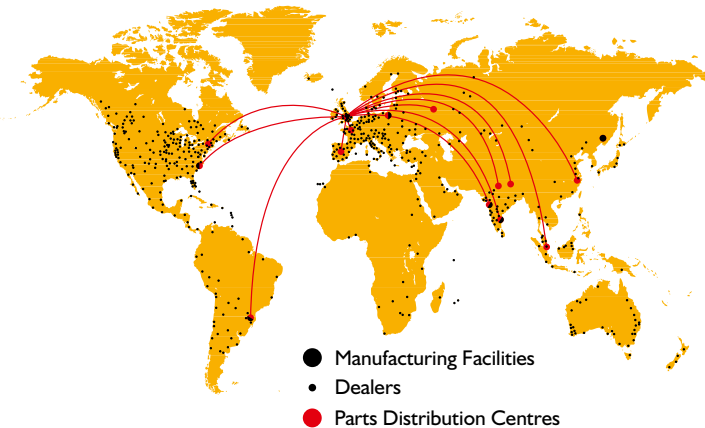 Manufacturing Facilities
Dealers
Parts Distribution Centres